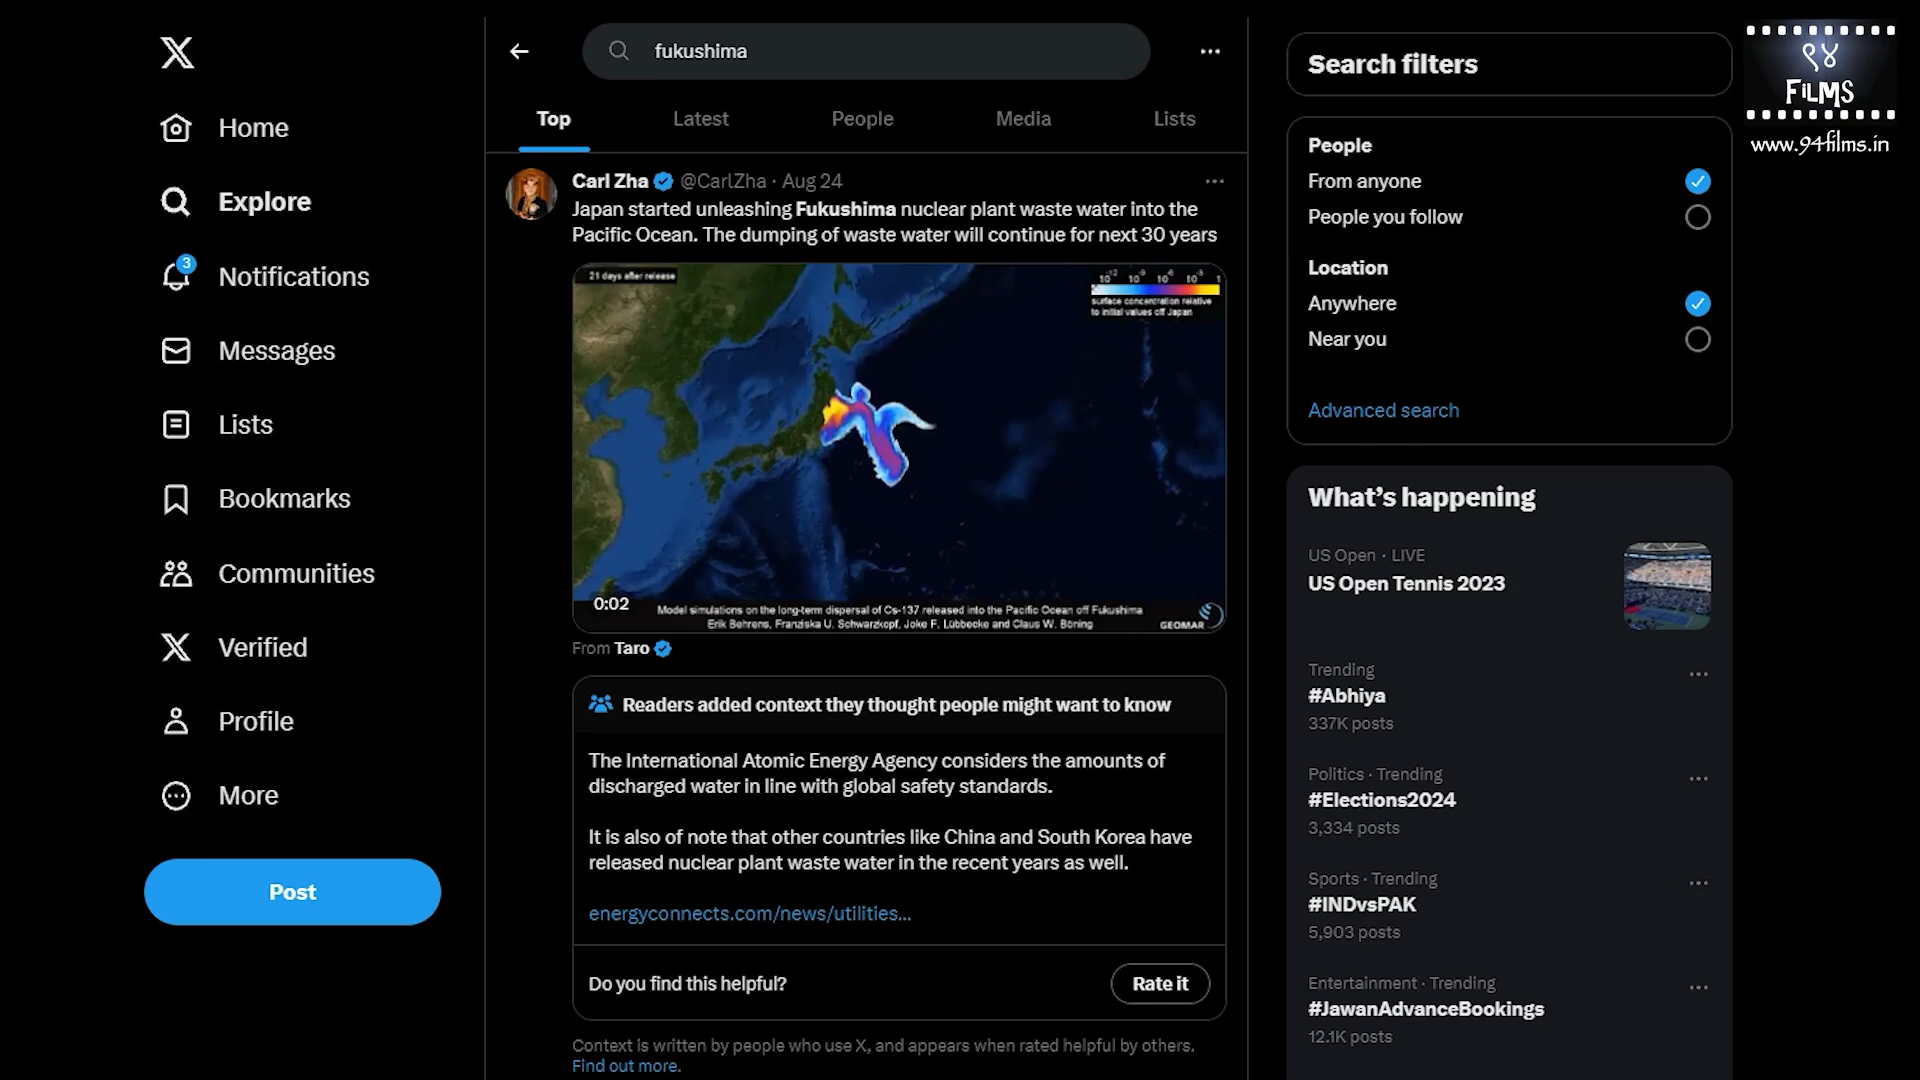 Home
Explore
3
Notifications
Messages
Lists
Bookmarks
Communities
Verified
Profile
More
Post
fukushima
Top
Latest
People
Media
Lists
Carl Zha @CarlZha · Aug 24
Japan started unleashing Fukushima nuclear plant waste water into the
Pacific Ocean. The dumping of waste water will continue for next 30 years
21 days after release
surface concentration relative
to initial values off Japan
0:02
Model simulations on the long-term dispersal of Cs-137 released into the Pacific Ocean off Fukushima
Erik Behrens, Franziska U. Schwarzkopf, Joke F. Lübbecke and Claus W. Böning
GEOMAR
From Taro
Readers added context they thought people might want to know
The International Atomic Energy Agency considers the amounts of
discharged water in line with global safety standards.
It is also of note that other countries like China and South Korea have
released nuclear plant waste water in the recent years as well.
energyconnects.com/news/utilities...
Do you find this helpful?
Rate it
Context is written by people who use X, and appears when rated helpful by others.
Find out more.
Search filters
People
From anyone
People you follow
Location
Anywhere
Near you
Advanced search
What's happening
US Open · LIVE
US Open Tennis 2023
Trending
#Abhiya
337K posts
Politics · Trending
#Elections2024
3,334 posts
Sports · Trending
#INDvsPAK
5,903 posts
Entertainment · Trending
#JawanAdvanceBookings
12.1K posts
९४
FiLMS
www.94films.in